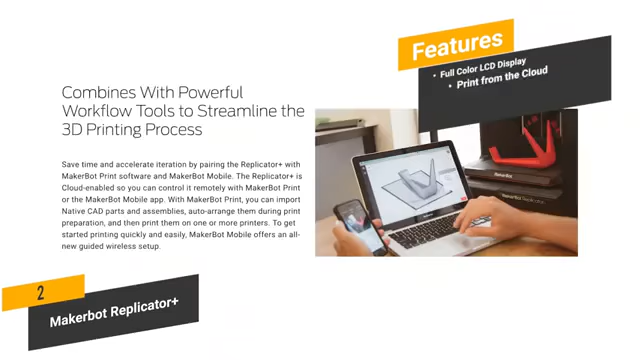 Features
• Full Color LCD Display
• Print from the Cloud
Combines With Powerful
Workflow Tools to Streamline the
3D Printing Process
Save time and accelerate iteration by pairing the Replicator+ with
MakerBot Print software and MakerBot Mobile. The Replicator+ is
Cloud-enabled so you can control it remotely with MakerBot Print
or the MakerBot Mobile app. With MakerBot Print, you can import
Native CAD parts and assemblies, auto-arrange them during print
preparation, and then print them on one or more printers. To get
started printing quickly and easily, MakerBot Mobile offers an all-
new guided wireless setup.
MakerBot Replicator+
2
Makerbot Replicator+